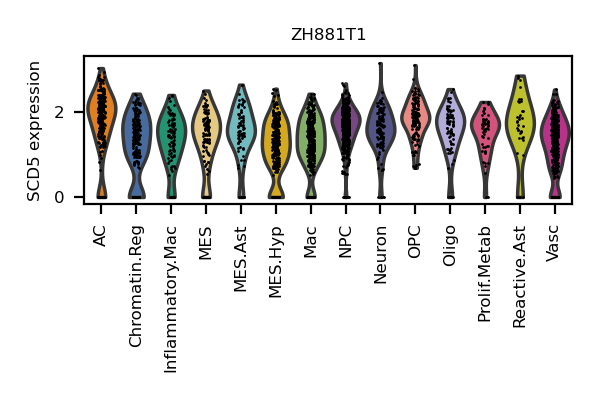 ZH881T1
SCD5 expression
2
0
AC
Chromatin.Reg
Inflammatory.Mac
MES
MES.Ast
MES.Hyp
Mac
NPC
Neuron
OPC
Oligo
Prolif.Metab
Reactive.Ast
Vasc